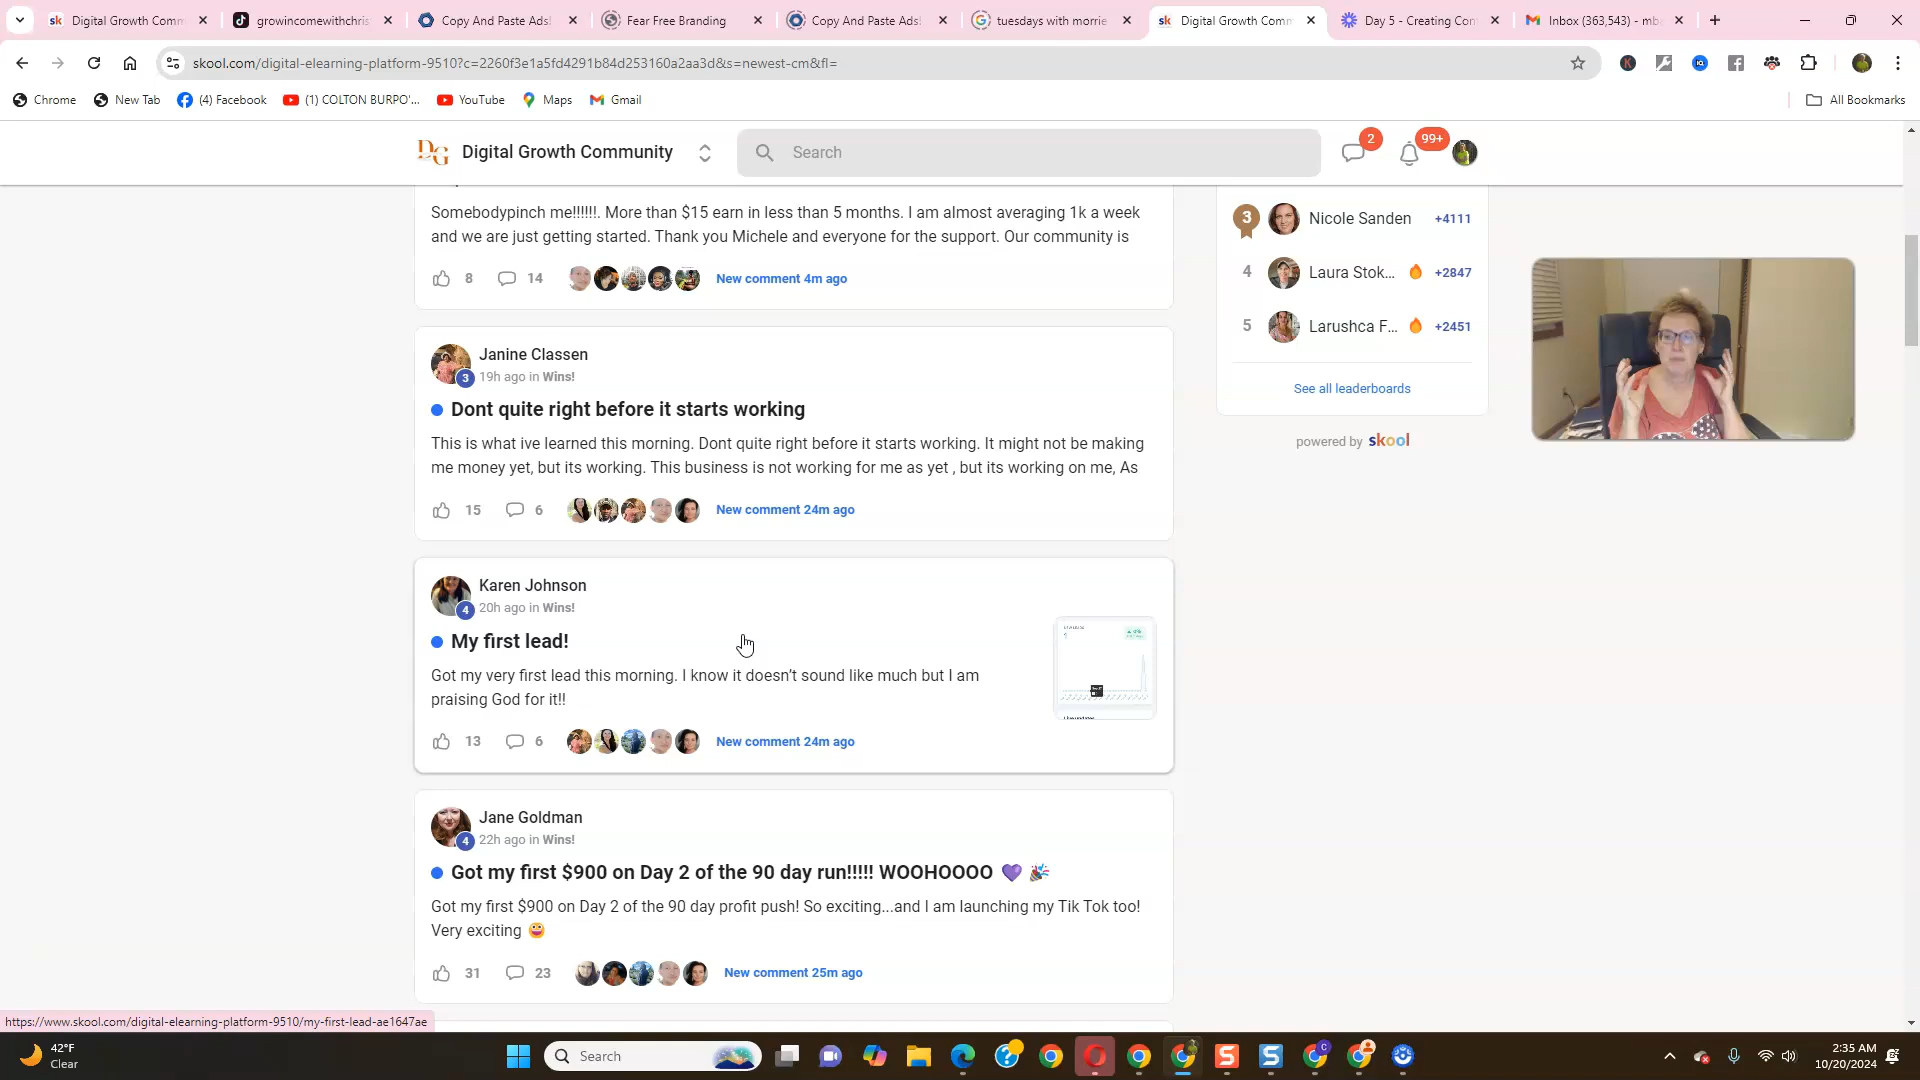 Digital Growth Comm
growincomewithchris
Copy And Paste Ads!
Fear Free Branding
Copy And Paste Ads!
tuesdays with morrie
Digital Growth Comm
Day 5 - Creating Con
Inbox (363,543) - mb
skool.com/digital-elearning-platform-9510?c=2260f3e1a5fd4291b84d253160a2aa3d&s=newest-cm&fl=
Chrome
New Tab
(4) Facebook
(1) COLTON BURPO'...
YouTube
Maps
Gmail
All Bookmarks
DG
Digital Growth Community
Search
2
99+
Somebodypinch me!!!!!!. More than $15 earn in less than 5 months. I am almost averaging 1k a week
and we are just getting started. Thank you Michele and everyone for the support. Our community is
8
14
New comment 4m ago
3 Nicole Sanden +4111
4 Laura Stok... +2847
5 Larushca F... +2451
See all leaderboards
powered by skool
Janine Classen
3
19h ago in Wins!
Dont quite right before it starts working
This is what ive learned this morning. Dont quite right before it starts working. It might not be making
me money yet, but its working. This business is not working for me as yet , but its working on me, As
15
6
New comment 24m ago
Karen Johnson
4
20h ago in Wins!
My first lead!
Got my very first lead this morning. I know it doesn't sound like much but I am
praising God for it!!
13
6
New comment 24m ago
Jane Goldman
4
22h ago in Wins!
Got my first $900 on Day 2 of the 90 day run!!!!! WOOHOOOO 💜 🎉
Got my first $900 on Day 2 of the 90 day profit push! So exciting...and I am launching my Tik Tok too!
Very exciting 😀
31
23
New comment 25m ago
https://www.skool.com/digital-elearning-platform-9510/my-first-lead-ae1647ae
42°F
Clear
Search
2:35 AM
10/20/2024